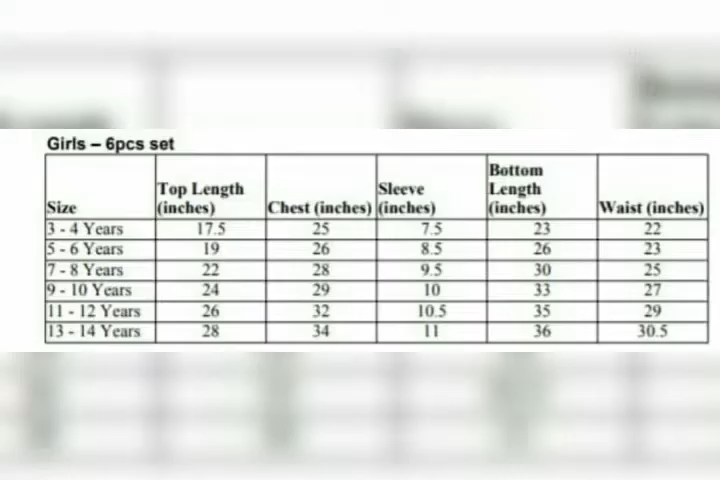 Girls – 6pcs set
Size Top Length (inches) Chest (inches) Sleeve (inches) Bottom Length (inches) Waist (inches)
3 - 4 Years 17.5 25 7.5 23 22
5 - 6 Years 19 26 8.5 26 23
7 - 8 Years 22 28 9.5 30 25
9 - 10 Years 24 29 10 33 27
11 - 12 Years 26 32 10.5 35 29
13 - 14 Years 28 34 11 36 30.5